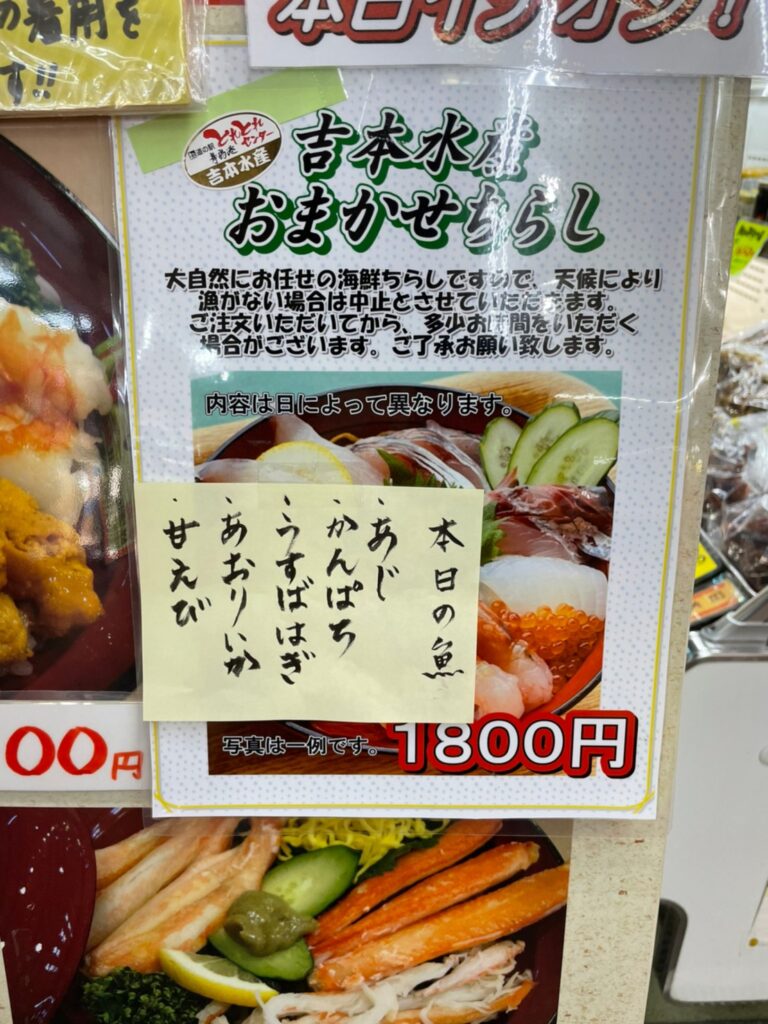 の着用を
す!!
本日イチオシ!
とれとれ
センター
吉本水産
吉本水産
おまかせちらし
大自然にお任せの海鮮ちらしですので、天候により
漁がない場合は中止とさせていただきます。
ご注文いただいてから、多少お時間をいただく
場合がございます。ご了承お願い致します。
内容は日によって異なります。
本日の魚
・あじ
・かんぱち
・うすばはぎ
・あおりいか
・甘えび
写真は一例です。
1800円
00円